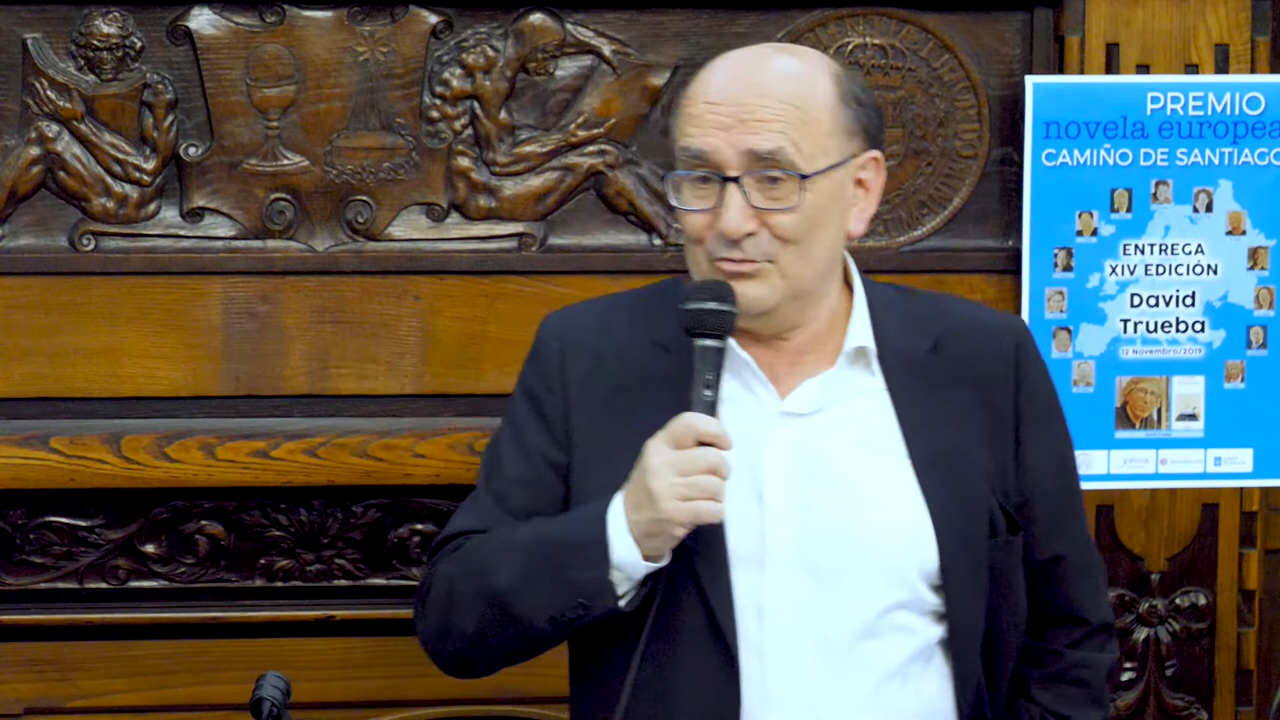 PREMIO
novela europea
CAMIÑO DE SANTIAGO
ENTREGA
XIV EDICIÓN
David
Trueba
12 Novembro/2019